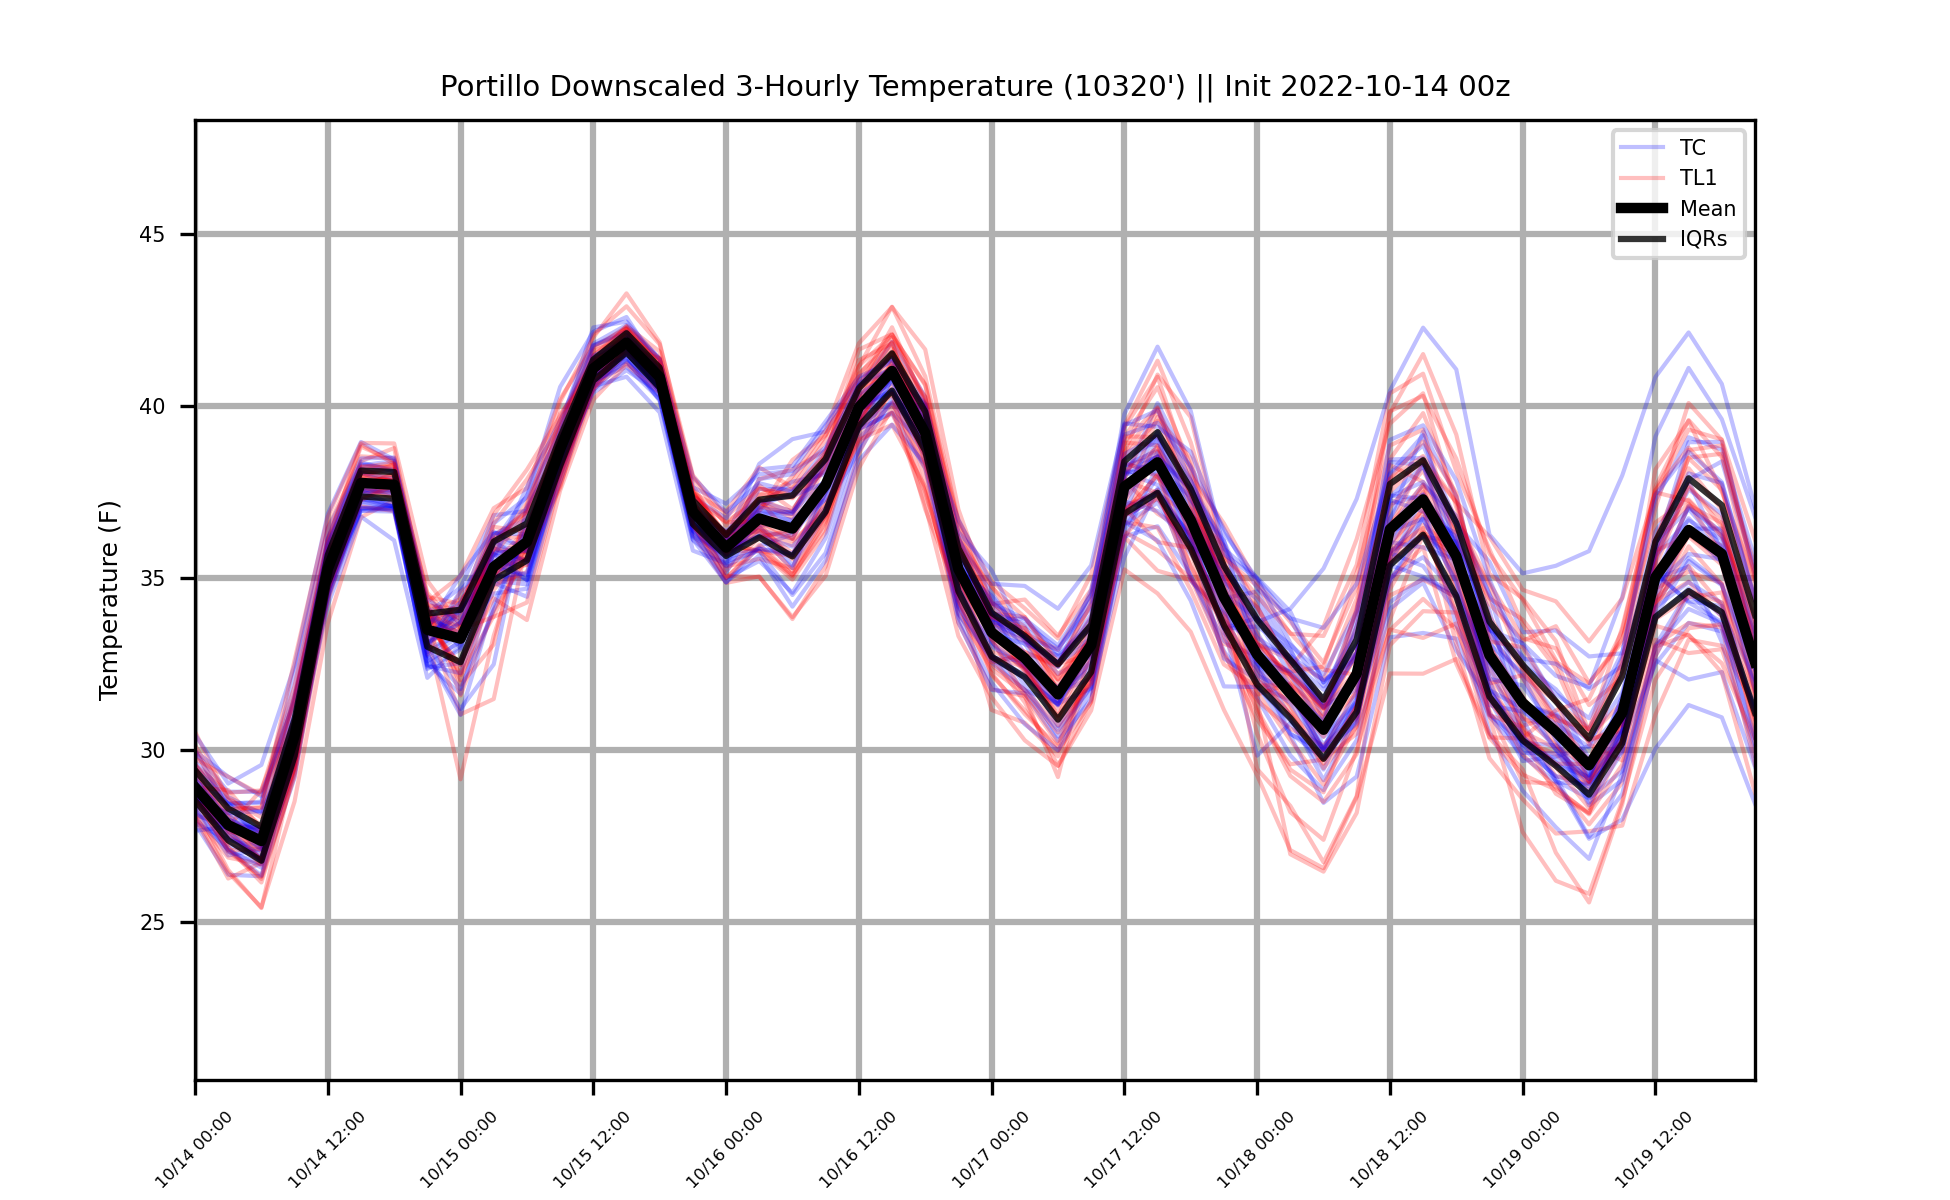 Portillo Downscaled 3-Hourly Temperature (10320') || Init 2022-10-14 00z
TC
TL1
Mean
IQRs
Temperature (F)
45
40
35
30
25
10/14 00:00
10/14 12:00
10/15 00:00
10/15 12:00
10/16 00:00
10/16 12:00
10/17 00:00
10/17 12:00
10/18 00:00
10/18 12:00
10/19 00:00
10/19 12:00